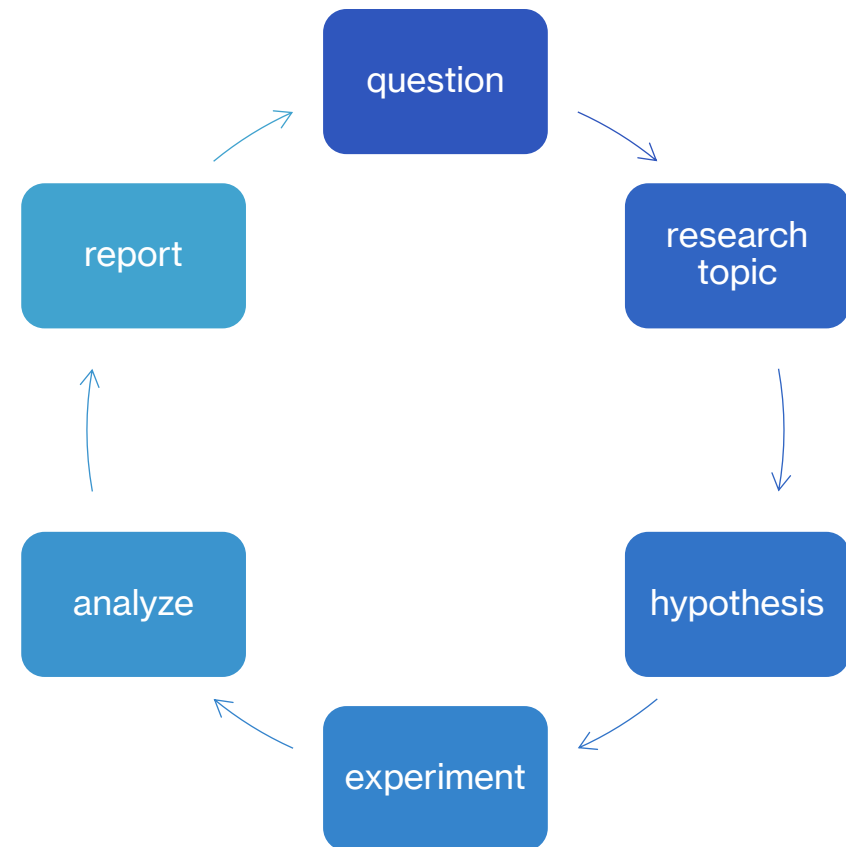 question
research
topic
hypothesis
experiment
analyze
report